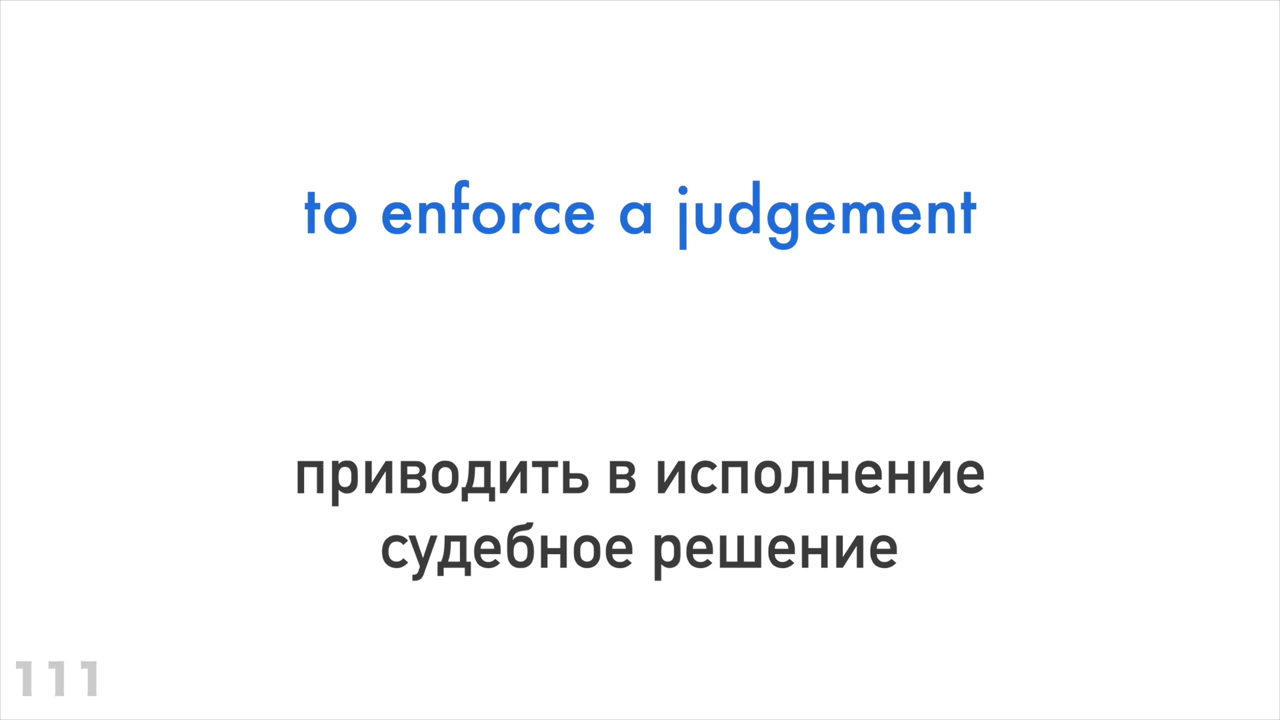 to enforce a judgement
приводить в исполнение
судебное решение
111